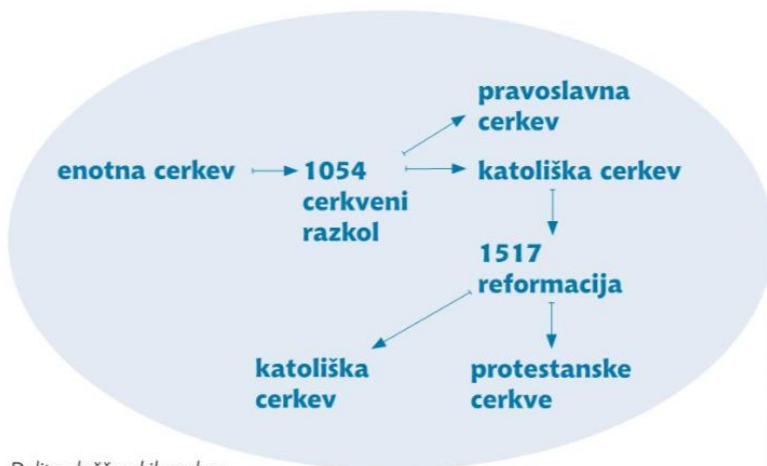 pravoslavna
cerkev
enotna cerkev
1054
cerkveni
razkol
katoliška cerkev
1517
reformacija
katoliška
cerkev
protestanske
cerkve